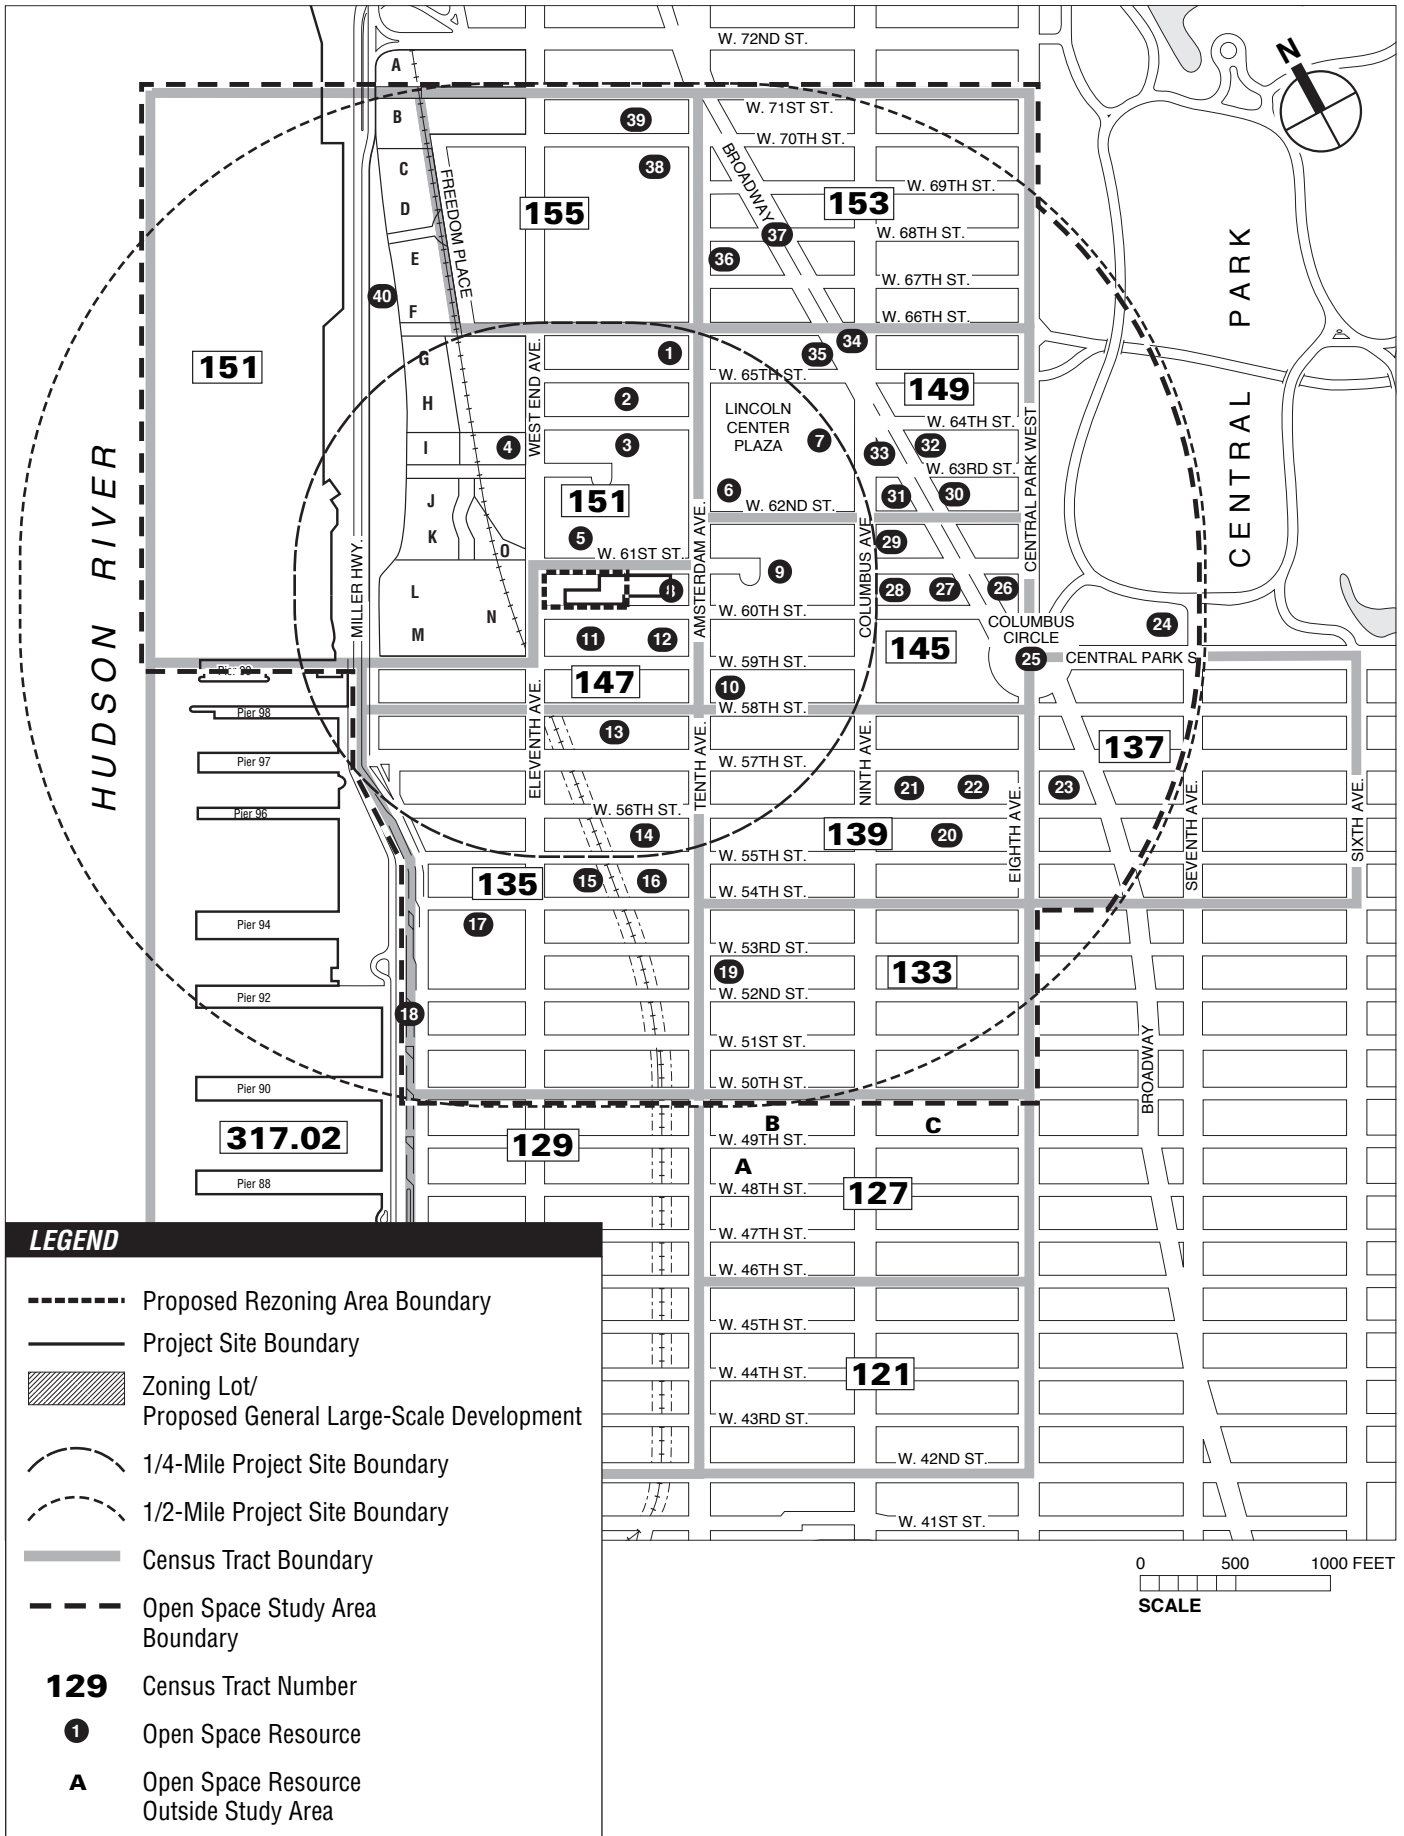 W. 72ND ST.
N
A
B
39
W. 71ST ST.
W. 70TH ST.
C
38
BROADWAY
FREEDOM PLACE
W. 69TH ST.
D
155
153
37
W. 68TH ST.
E
36
W. 67TH ST.
40
F
W. 66TH ST.
CENTRAL PARK
151
G
1
35
34
W. 65TH ST.
WEST END AVE.
149
H
2
LINCOLN
CENTER
PLAZA
W. 64TH ST.
CENTRAL PARK WEST
I
4
3
7
33
32
W. 63RD ST.
HUDSON RIVER
J
151
6
31
30
W. 62ND ST.
AMSTERDAM AVE.
COLUMBUS AVE.
K
O
5
W. 61ST ST.
29
MILLER HWY.
9
L
8
28
27
26
W. 60TH ST.
N
COLUMBUS
CIRCLE
24
M
11
12
145
W. 59TH ST.
25
CENTRAL PARK S.
147
10
W. 58TH ST.
Pier 98
13
ELEVENTH AVE.
TENTH AVE.
NINTH AVE.
137
Pier 97
W. 57TH ST.
21
22
23
EIGHTH AVE.
SEVENTH AVE.
SIXTH AVE.
Pier 96
W. 56TH ST.
14
139
20
W. 55TH ST.
135
15
16
W. 54TH ST.
Pier 94
17
W. 53RD ST.
19
133
Pier 92
W. 52ND ST.
18
W. 51ST ST.
BROADWAY
Pier 90
W. 50TH ST.
B
C
317.02
129
W. 49TH ST.
A
Pier 88
W. 48TH ST.
127
W. 47TH ST.
W. 46TH ST.
W. 45TH ST.
W. 44TH ST.
121
W. 43RD ST.
W. 42ND ST.
W. 41ST ST.
LEGEND
Proposed Rezoning Area Boundary
Project Site Boundary
Zoning Lot/
Proposed General Large-Scale Development
1/4-Mile Project Site Boundary
1/2-Mile Project Site Boundary
Census Tract Boundary
Open Space Study Area
Boundary
129 Census Tract Number
1 Open Space Resource
A Open Space Resource
Outside Study Area
0 500 1000 FEET
SCALE